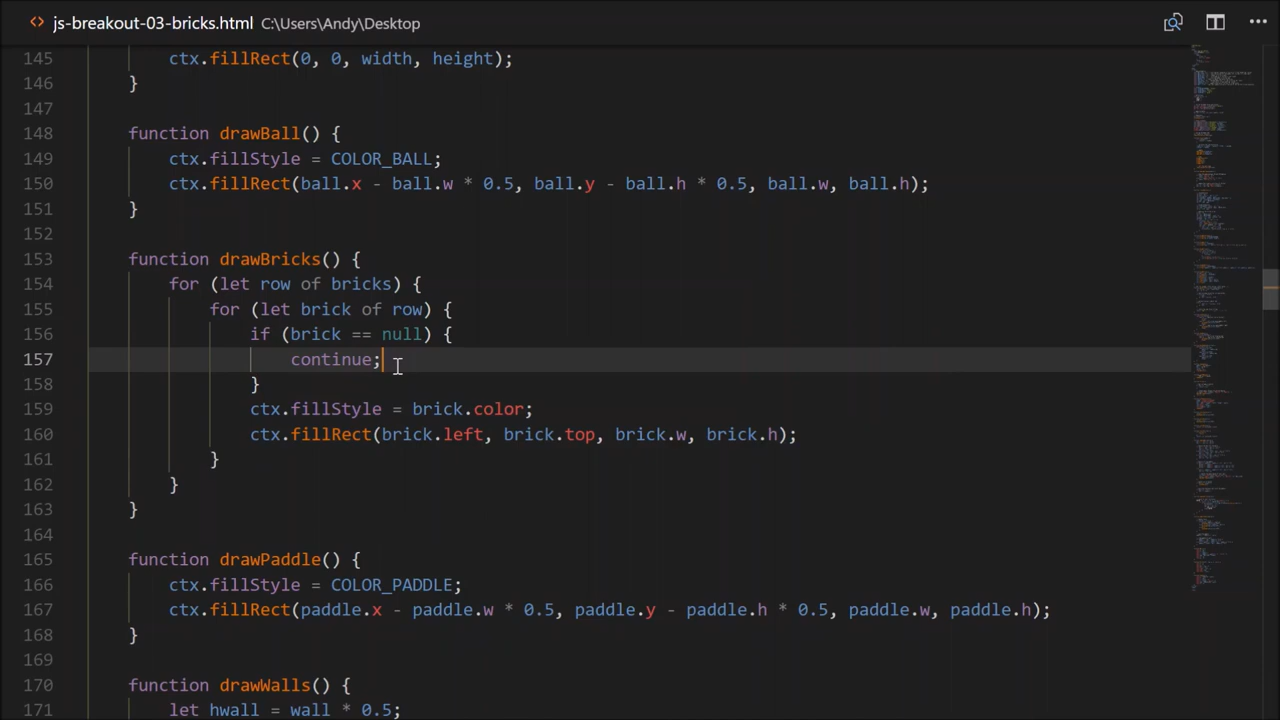 js-breakout-03-bricks.html C:\Users\Andy\Desktop
145 ctx.fillRect(0, 0, width, height);
146 }
147
148 function drawBall() {
149 ctx.fillStyle = COLOR_BALL;
150 ctx.fillRect(ball.x - ball.w * 0.5, ball.y - ball.h * 0.5, ball.w, ball.h);
151 }
152
153 function drawBricks() {
154 for (let row of bricks) {
155 for (let brick of row) {
156 if (brick == null) {
157 continue;
158 }
159 ctx.fillStyle = brick.color;
160 ctx.fillRect(brick.left, brick.top, brick.w, brick.h);
161 }
162 }
163 }
164
165 function drawPaddle() {
166 ctx.fillStyle = COLOR_PADDLE;
167 ctx.fillRect(paddle.x - paddle.w * 0.5, paddle.y - paddle.h * 0.5, paddle.w, paddle.h);
168 }
169
170 function drawWalls() {
171 let hwall = wall * 0.5;